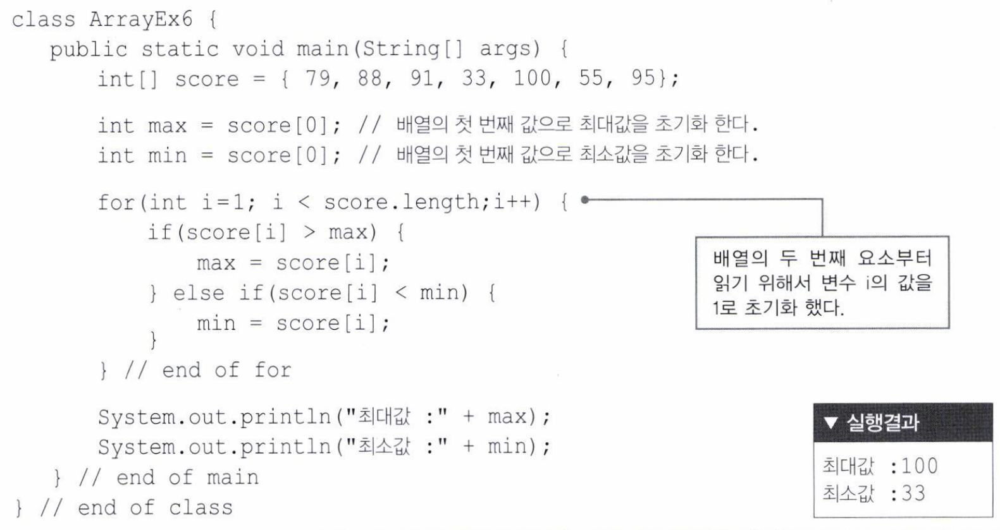 class ArrayEx6 {
public static void main(String[] args) {
int[] score = { 79, 88, 91, 33, 100, 55, 95};
int max = score[0]; // 배열의 첫 번째 값으로 최대값을 초기화 한다.
int min = score[0]; // 배열의 첫 번째 값으로 최소값을 초기화 한다.
for(int i=1; i < score.length;i++) {
if(score[i] > max) {
max = score[i];
} else if(score[i] < min) {
min = score[i];
}
} // end of for
배열의 두 번째 요소부터
읽기 위해서 변수 i의 값을
1로 초기화 했다.
System.out.println("최대값 :" + max);
System.out.println("최소값 :" + min);
} // end of main
} // end of class
▼ 실행결과
최대값 :100
최소값 :33